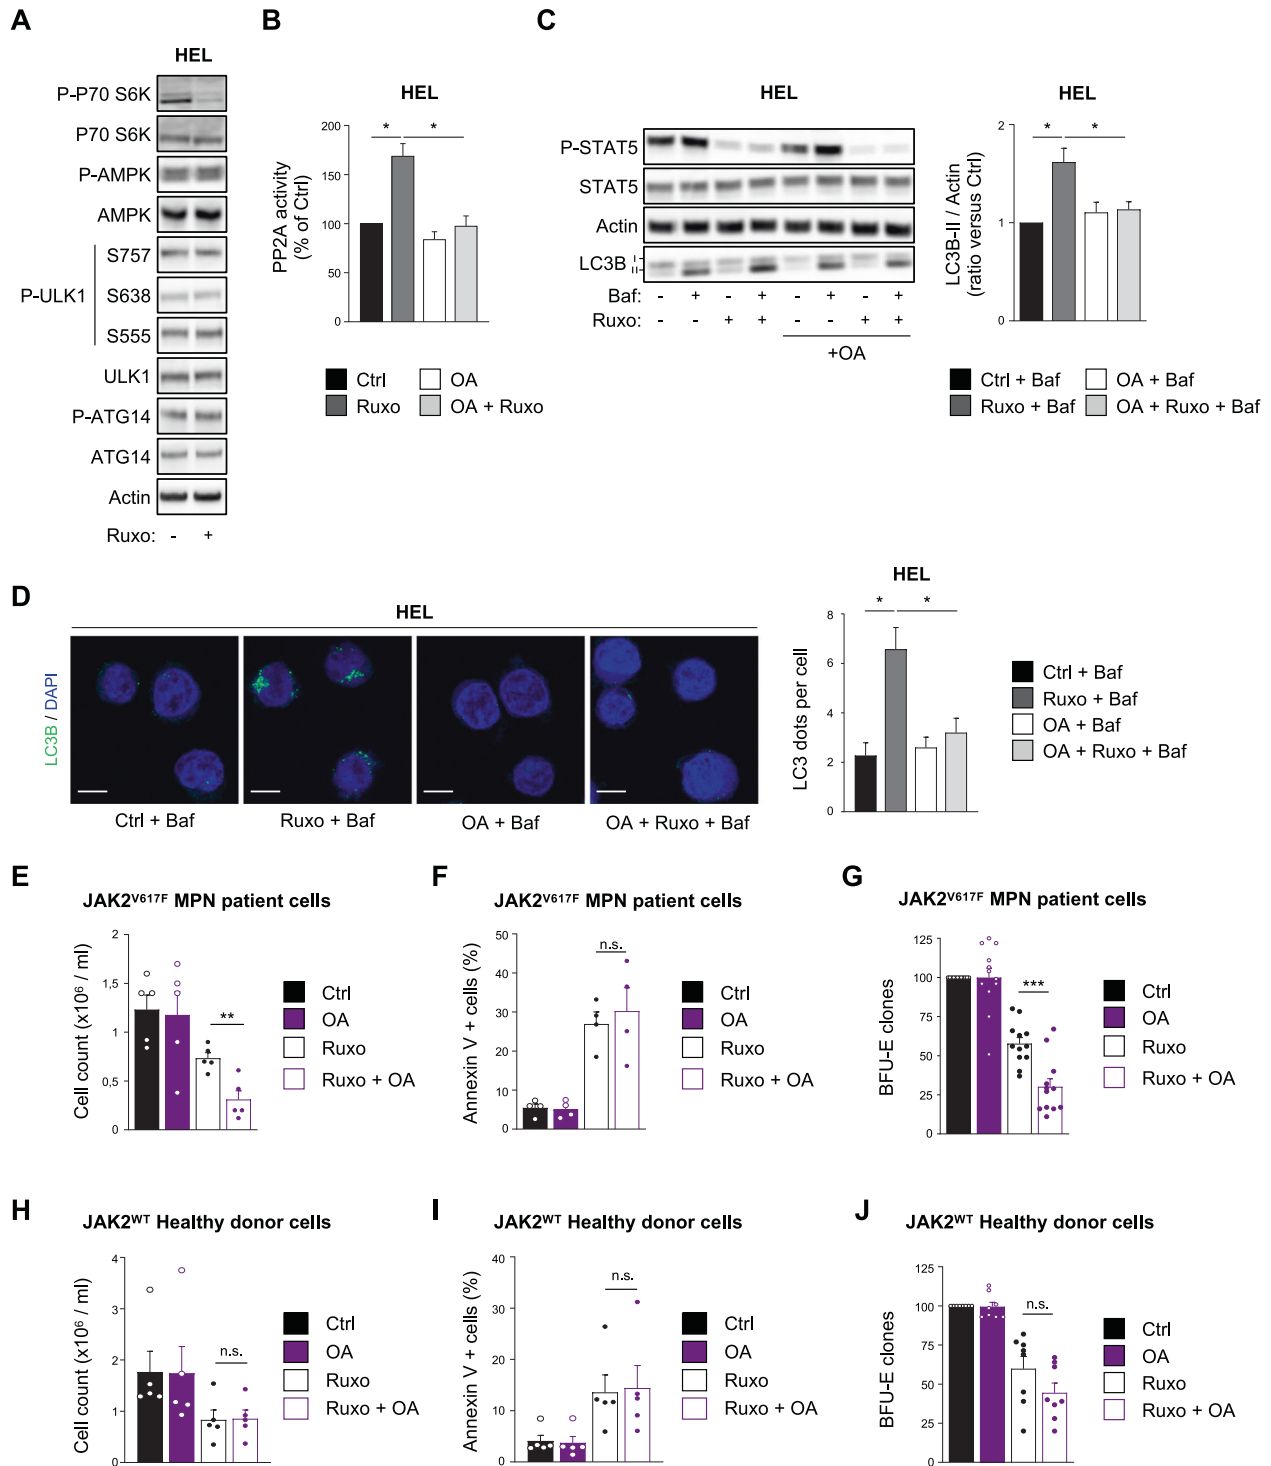 A
HEL
P-P70 S6K
P70 S6K
P-AMPK
AMPK
P-ULK1
S757
S638
S555
ULK1
P-ATG14
ATG14
Actin
Ruxo: - +
B
HEL
* *
PP2A activity
(% of Ctrl)
200
150
100
50
0
Ctrl
OA
Ruxo
OA + Ruxo
C
HEL
P-STAT5
STAT5
Actin
LC3B
I
II
Baf: - + - + - + - +
Ruxo: - - + + - - + +
+OA
HEL
* *
LC3B-II / Actin
(ratio versus Ctrl)
2
1
0
Ctrl + Baf
OA + Baf
Ruxo + Baf
OA + Ruxo + Baf
D
HEL
LC3B / DAPI
Ctrl + Baf
Ruxo + Baf
OA + Baf
OA + Ruxo + Baf
HEL
* *
LC3 dots per cell
8
6
4
2
0
Ctrl + Baf
Ruxo + Baf
OA + Baf
OA + Ruxo + Baf
E
JAK2V617F MPN patient cells
Cell count (x10⁶ / ml)
2
1,5
1
0,5
0
**
Ctrl
OA
Ruxo
Ruxo + OA
F
JAK2V617F MPN patient cells
Annexin V + cells (%)
50
40
30
20
10
0
n.s.
Ctrl
OA
Ruxo
Ruxo + OA
G
JAK2V617F MPN patient cells
BFU-E clones
125
100
75
50
25
0
***
Ctrl
OA
Ruxo
Ruxo + OA
H
JAK2WT Healthy donor cells
Cell count (x10⁶ / ml)
4
3
2
1
0
n.s.
Ctrl
OA
Ruxo
Ruxo + OA
I
JAK2WT Healthy donor cells
Annexin V + cells (%)
40
30
20
10
0
n.s.
Ctrl
OA
Ruxo
Ruxo + OA
J
JAK2WT Healthy donor cells
BFU-E clones
125
100
75
50
25
0
n.s.
Ctrl
OA
Ruxo
Ruxo + OA